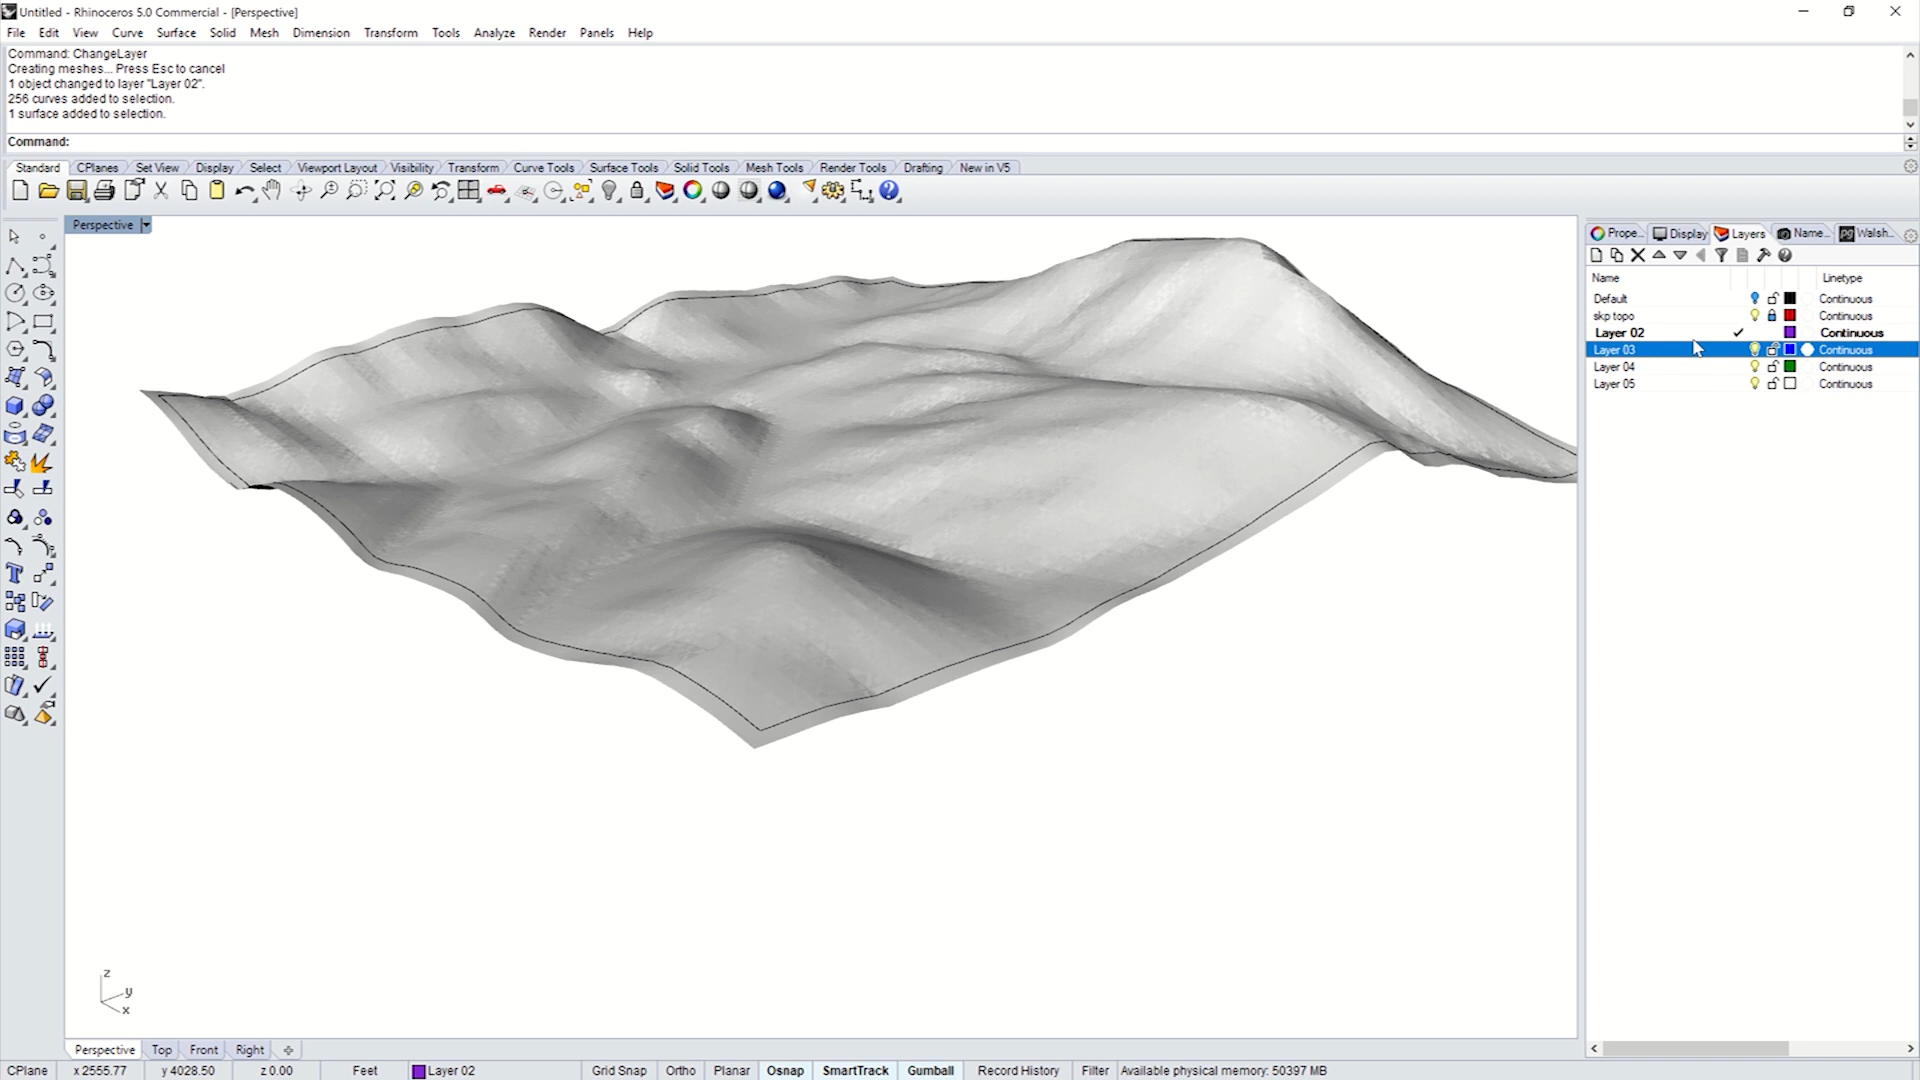 Untitled - Rhinoceros 5.0 Commercial - [Perspective]
File Edit View Curve Surface Solid Mesh Dimension Transform Tools Analyze Render Panels Help
Command: ChangeLayer
Creating meshes... Press Esc to cancel
1 object changed to layer "Layer 02".
256 curves added to selection.
1 surface added to selection.
Command:
Standard CPlanes Set View Display Select Viewport Layout Visibility Transform Curve Tools Surface Tools Solid Tools Mesh Tools Render Tools Drafting New in V5
Perspective
Prope... Display Layers Name... Walsh...
Name Linetype
Default Continuous
skp topo Continuous
Layer 02 Continuous
Layer 03 Continuous
Layer 04 Continuous
Layer 05 Continuous
z
y
x
Perspective Top Front Right
CPlane x 2555.77 y 4028.50 z 0.00 Feet Layer 02 Grid Snap Ortho Planar Osnap SmartTrack Gumball Record History Filter Available physical memory: 50397 MB